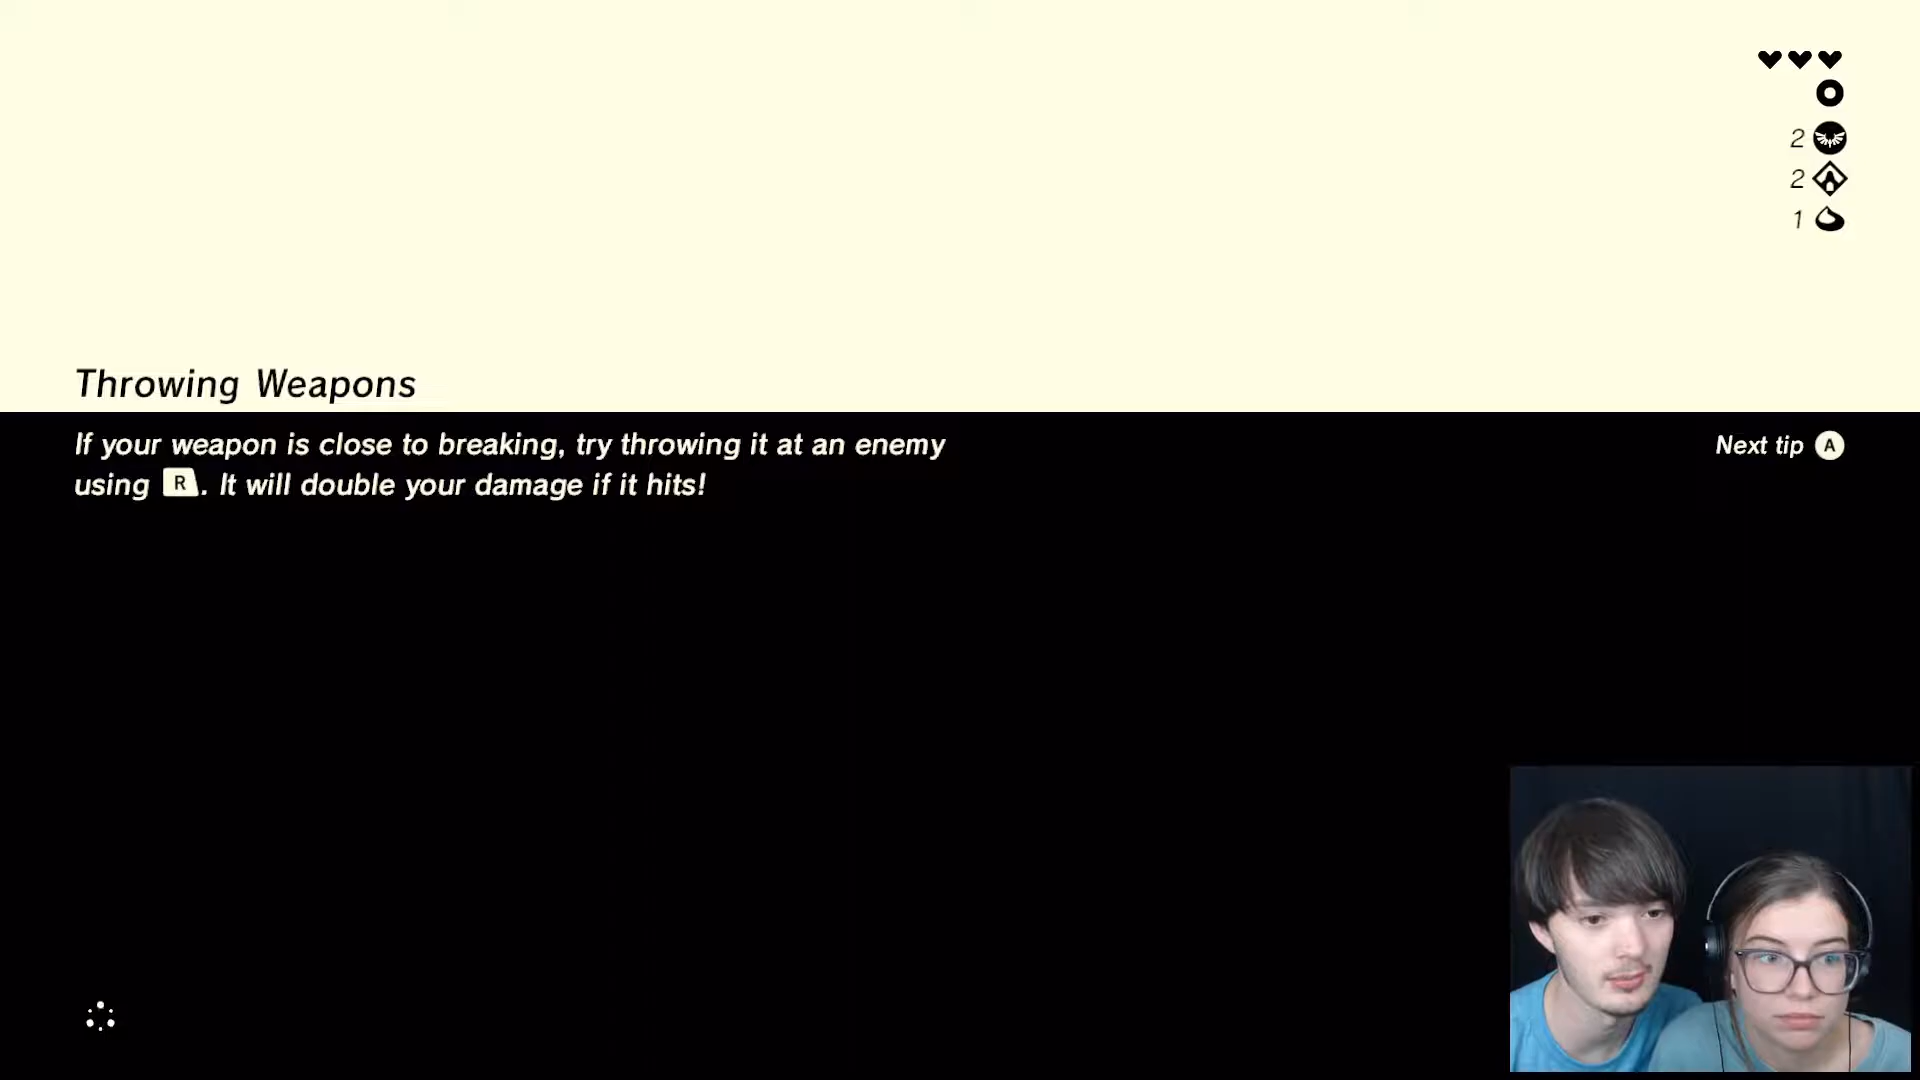 2
2
1
Throwing Weapons
If your weapon is close to breaking, try throwing it at an enemy
using R. It will double your damage if it hits!
Next tip A